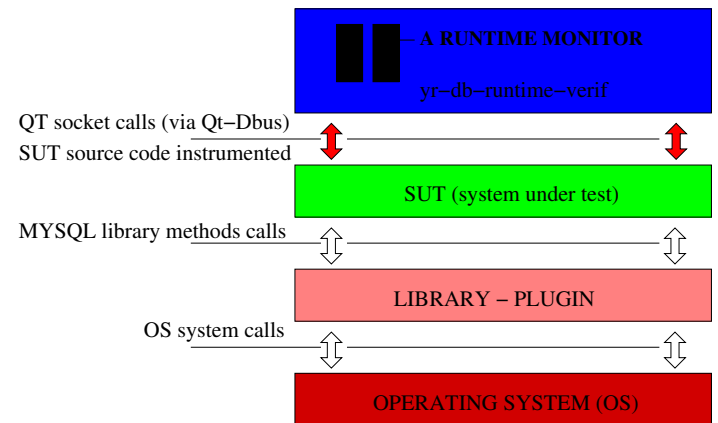 A RUNTIME MONITOR
yr−db−runtime−verif
QT socket calls (via Qt−Dbus)
SUT source code instrumented
SUT (system under test)
MYSQL library methods calls
LIBRARY − PLUGIN
OS system calls
OPERATING SYSTEM (OS)